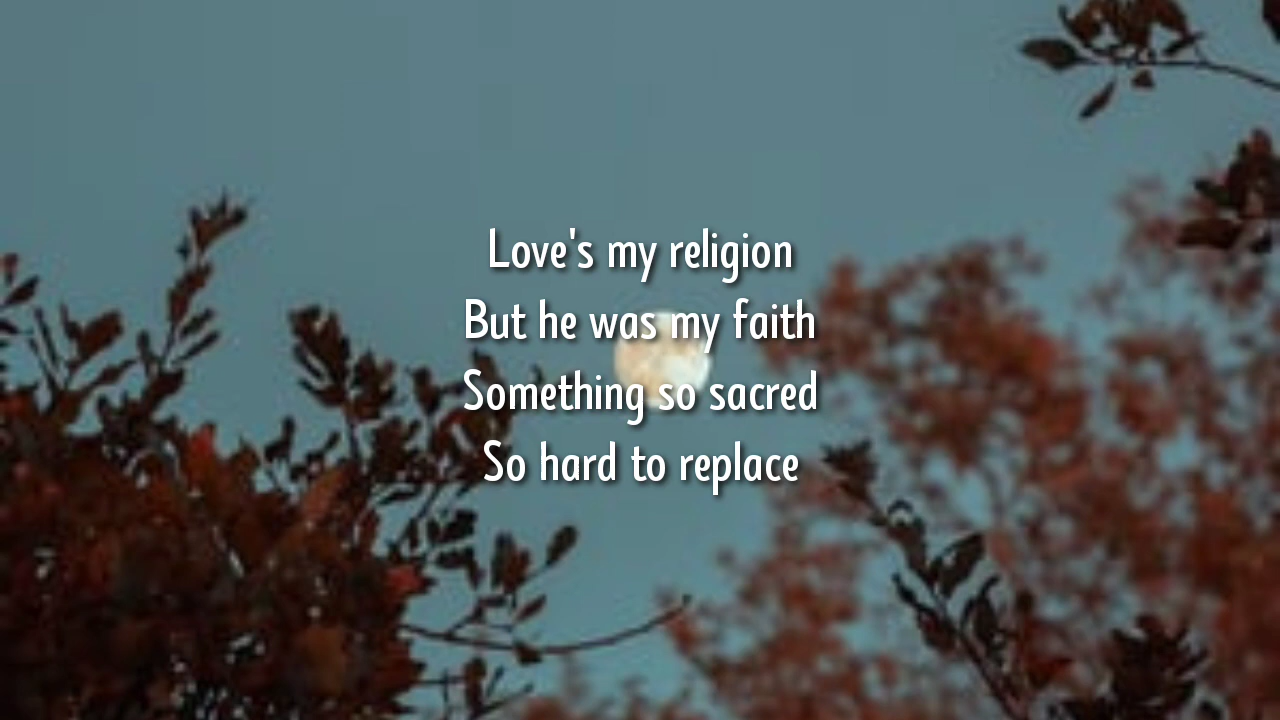 Love's my religion
But he was my faith
Something so sacred
So hard to replace